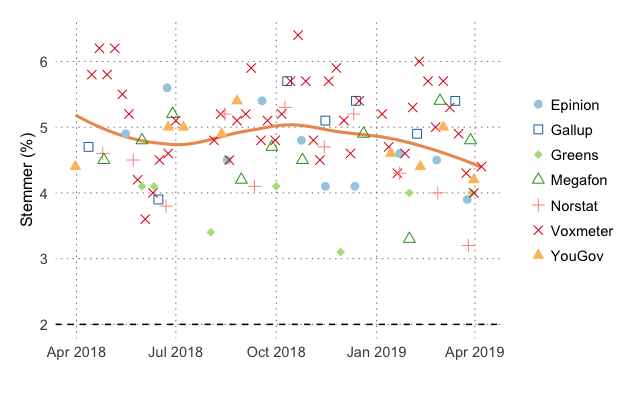 Stemmer (%)
6
5
4
3
2
Apr 2018 Jul 2018 Oct 2018 Jan 2019 Apr 2019
Epinion
Gallup
Greens
Megafon
Norstat
Voxmeter
YouGov